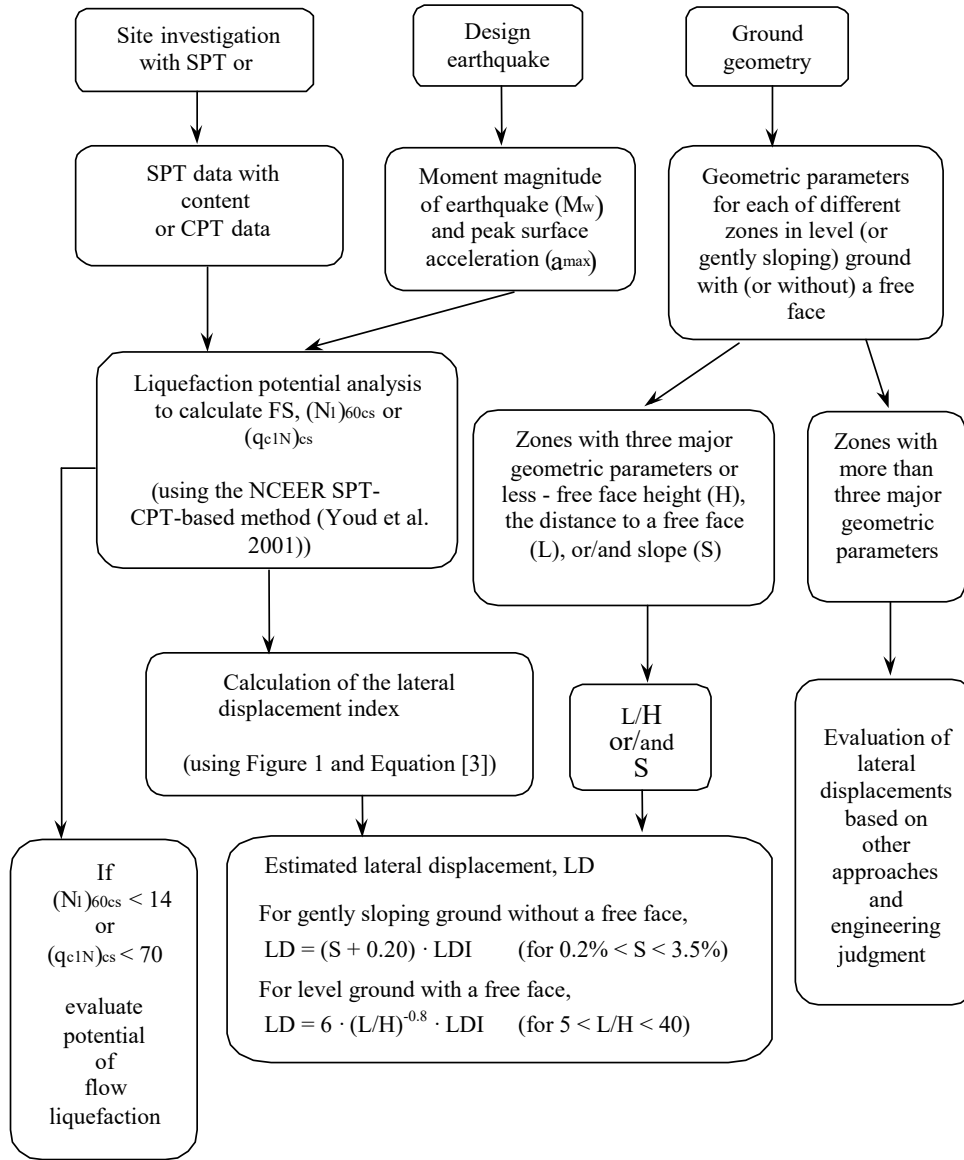 Site investigation
with SPT or
Design
earthquake
Ground
geometry
SPT data with
content
or CPT data
Moment magnitude
of earthquake (Mw)
and peak surface
acceleration (amax)
Geometric parameters
for each of different
zones in level (or
gently sloping) ground
with (or without) a free
face
Liquefaction potential analysis
to calculate FS, (N1)60cs or
(qc1N)cs
(using the NCEER SPT-
CPT-based method (Youd et al.
2001))
Zones with three major
geometric parameters or
less - free face height (H),
the distance to a free face
(L), or/and slope (S)
Zones with
more than
three major
geometric
parameters
Calculation of the lateral
displacement index
(using Figure 1 and Equation [3])
L/H
or/and
S
Evaluation of
lateral
displacements
based on
other
approaches
and
engineering
judgment
If
(N1)60cs < 14
or
(qc1N)cs < 70
evaluate
potential
of
flow
liquefaction
Estimated lateral displacement, LD
For gently sloping ground without a free face,
LD = (S + 0.20) · LDI (for 0.2% < S < 3.5%)
For level ground with a free face,
LD = 6 · (L/H)-0.8 · LDI (for 5 < L/H < 40)